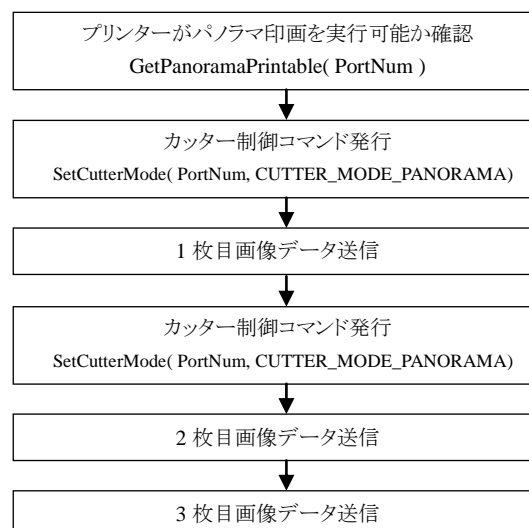 プリンターがパノラマ印画を実行可能か確認
GetPanoramaPrintable( PortNum )
カッター制御コマンド発行
SetCutterMode( PortNum, CUTTER_MODE_PANORAMA)
1 枚目画像データ送信
カッター制御コマンド発行
SetCutterMode( PortNum, CUTTER_MODE_PANORAMA)
2 枚目画像データ送信
3 枚目画像データ送信